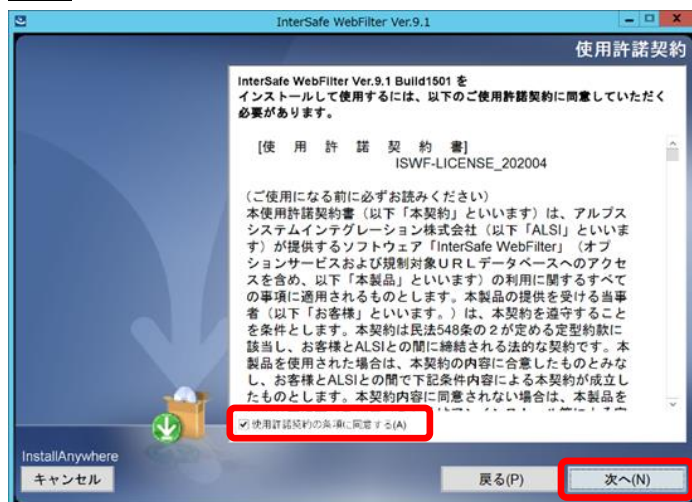 InterSafe WebFilter Ver.9.1
使用許諾契約
InterSafe WebFilter Ver.9.1 Build1501 を
インストールして使用するには、以下のご使用許諾契約に同意していただく
必要があります。
[使 用 許 諾 契 約 書]
ISWF-LICENSE_202004
(ご使用になる前に必ずお読みください)
本使用許諾契約書(以下「本契約」といいます)は、アルプス
システムインテグレーション株式会社(以下「ALSI」といいま
す)が提供するソフトウェア「InterSafe WebFilter」(オプ
ションサービスおよび規制対象URLデータベースへのアクセ
スを含め、以下「本製品」といいます)の利用に関するすべて
の事項に適用されるものとします。本製品の提供を受ける当事
者(以下「お客様」といいます。)は、本契約を遵守すること
を条件とします。本契約は民法548条の2が定める定型約款に
該当し、お客様とALSIとの間に締結される法的な契約です。本
製品を使用された場合は、本契約の内容に合意したものとみな
し、お客様とALSIとの間で下記条件内容による本契約が成立し
たものとします。本契約内容に同意されない場合は、本製品を
使用許諾契約の条項に同意する(A)
InstallAnywhere
キャンセル
戻る(P)
次へ(N)